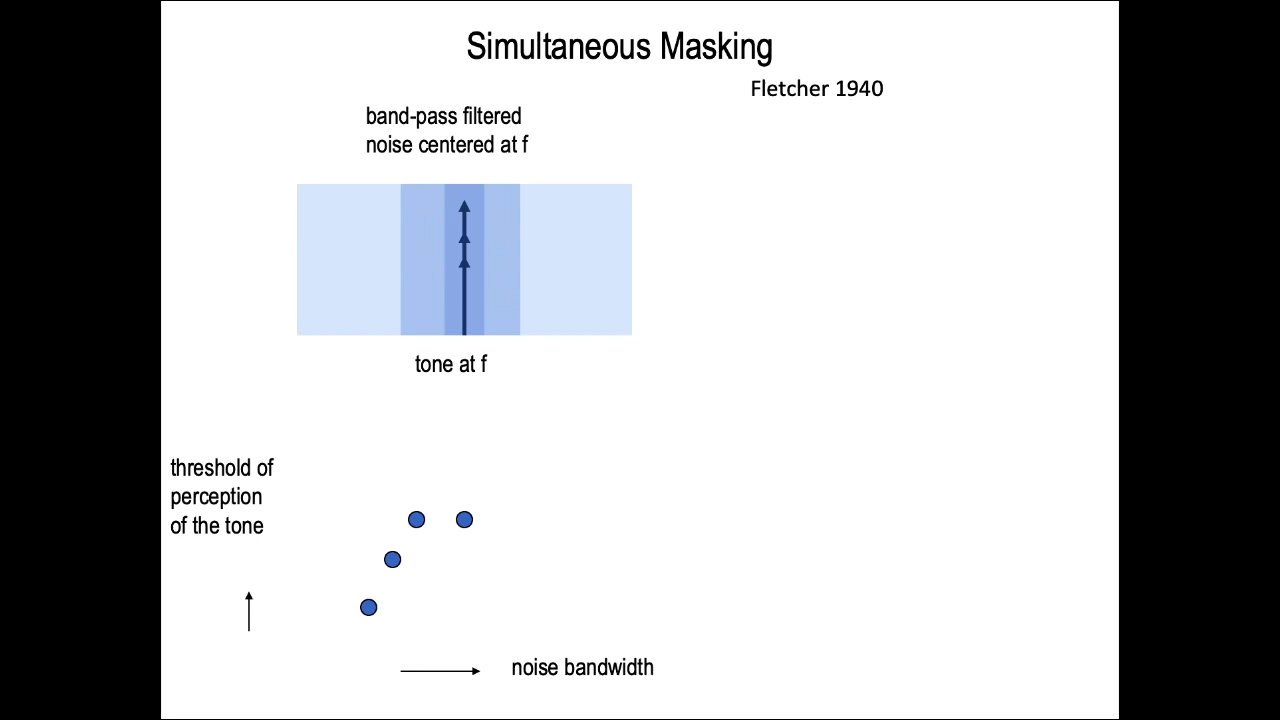 Simultaneous Masking
Fletcher 1940
band-pass filtered
noise centered at f
tone at f
threshold of
perception
of the tone
noise bandwidth